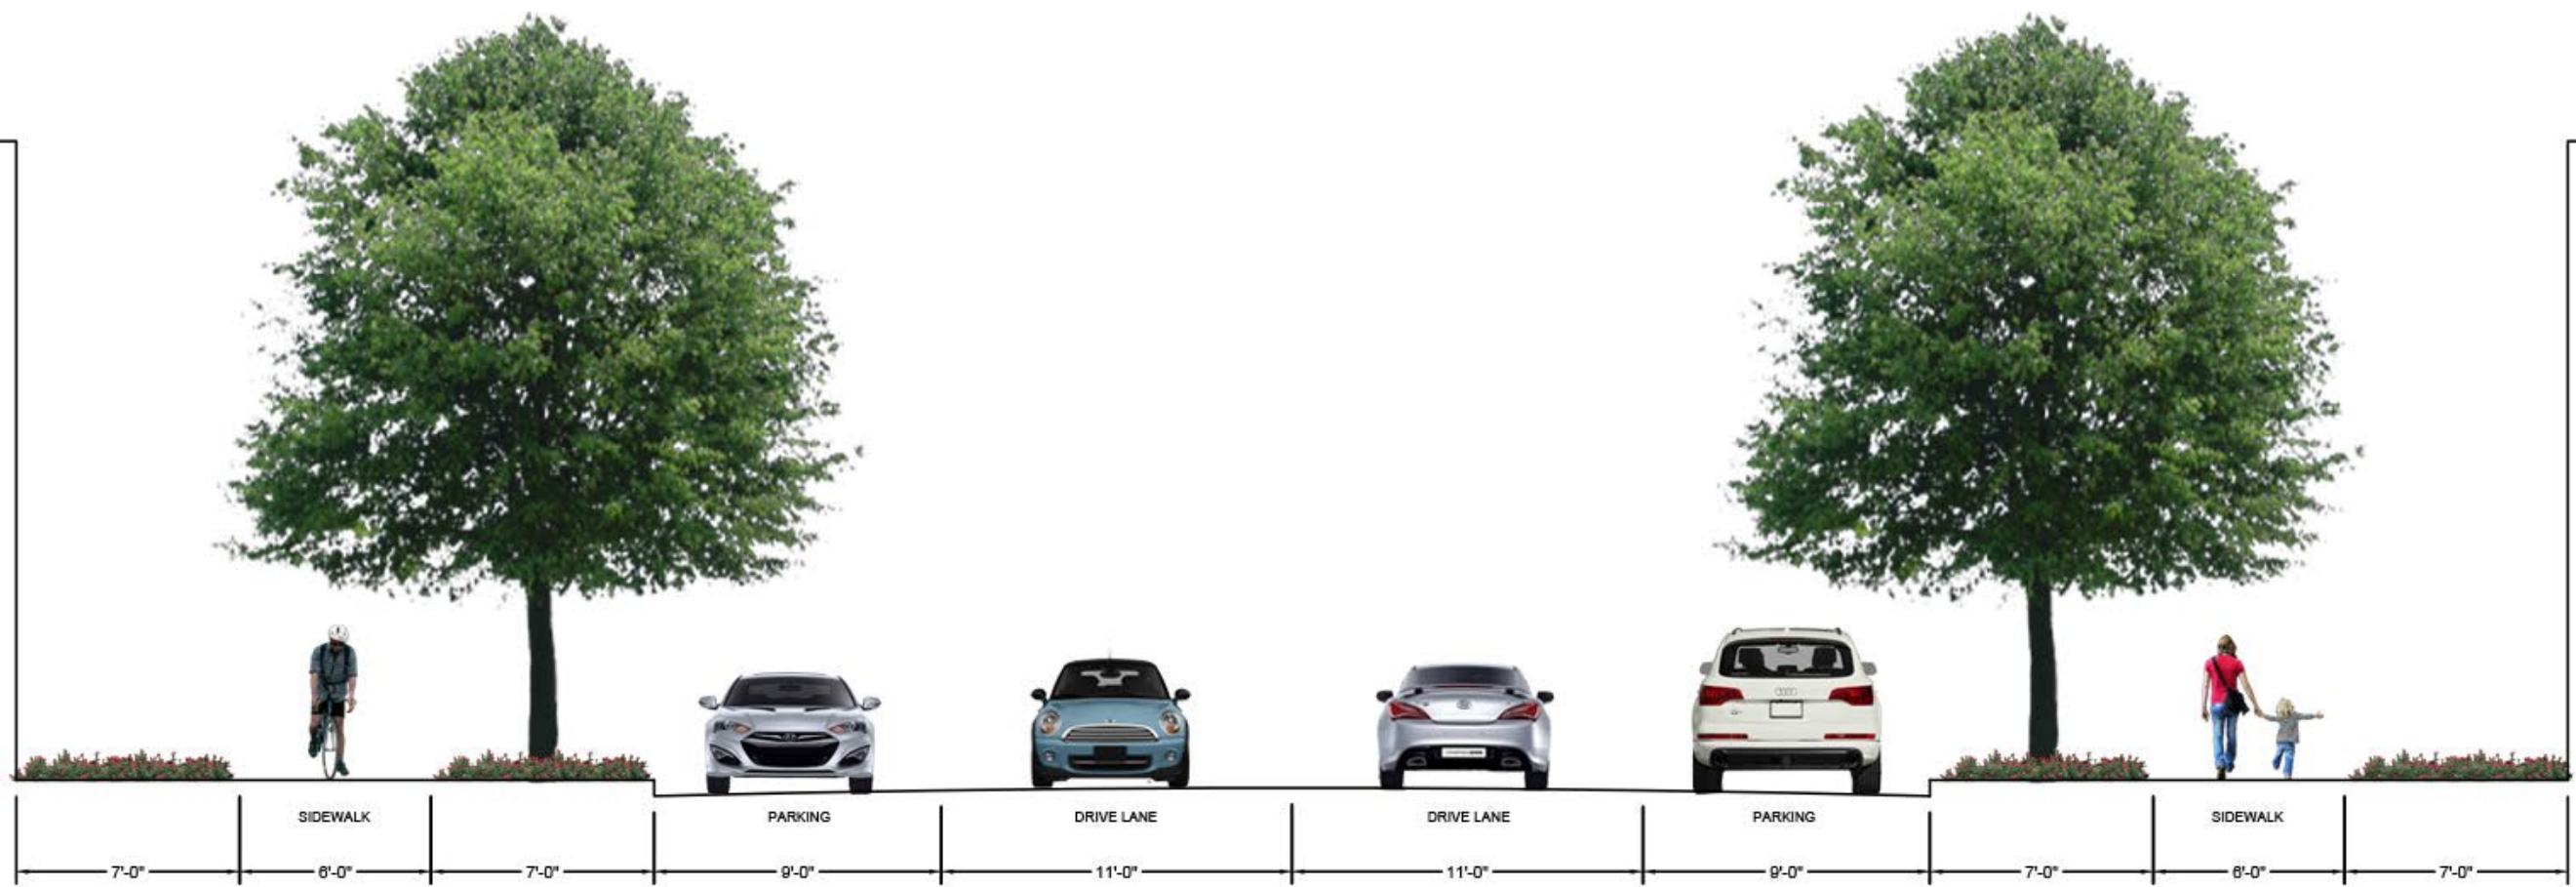 SIDEWALK PARKING DRIVE LANE DRIVE LANE PARKING SIDEWALK
7'-0" 6'-0" 7'-0" 9'-0" 11'-0" 11'-0" 9'-0" 7'-0" 6'-0" 7'-0"